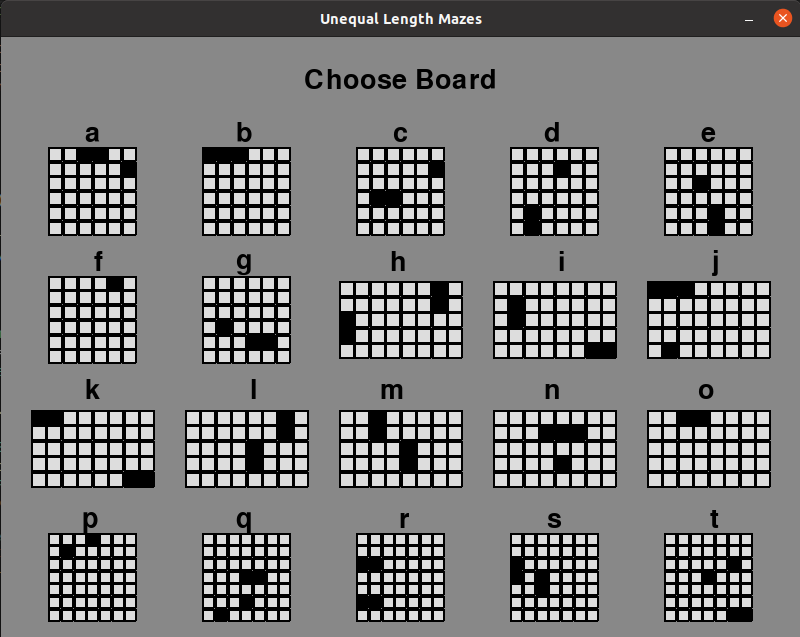 Unequal Length Mazes
Choose Board
a b c d e
f g h i j
k l m n o
p q r s t